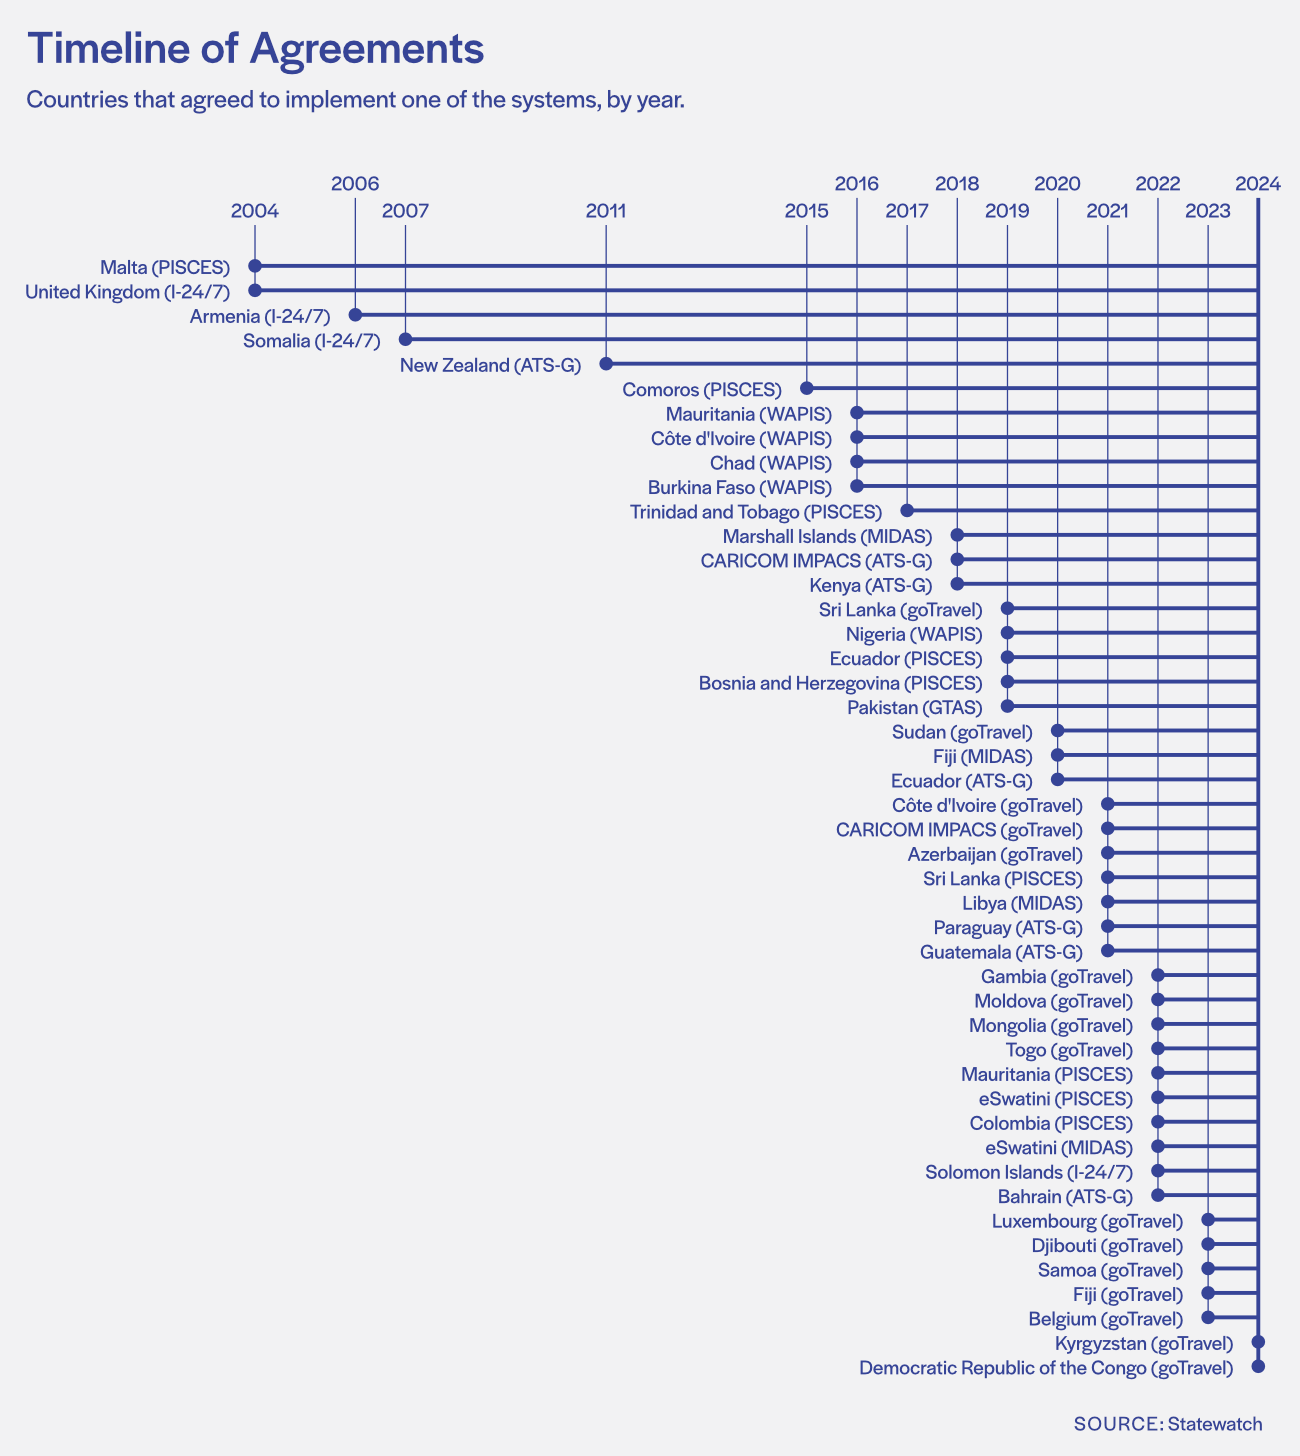 Timeline of Agreements
Countries that agreed to implement one of the systems, by year.
2006 2016 2018 2020 2022 2024
2004 2007 2011 2015 2017 2019 2021 2023
Malta (PISCES)
United Kingdom (I-24/7)
Armenia (I-24/7)
Somalia (I-24/7)
New Zealand (ATS-G)
Comoros (PISCES)
Mauritania (WAPIS)
Côte d'Ivoire (WAPIS)
Chad (WAPIS)
Burkina Faso (WAPIS)
Trinidad and Tobago (PISCES)
Marshall Islands (MIDAS)
CARICOM IMPACS (ATS-G)
Kenya (ATS-G)
Sri Lanka (goTravel)
Nigeria (WAPIS)
Ecuador (PISCES)
Bosnia and Herzegovina (PISCES)
Pakistan (GTAS)
Sudan (goTravel)
Fiji (MIDAS)
Ecuador (ATS-G)
Côte d'Ivoire (goTravel)
CARICOM IMPACS (goTravel)
Azerbaijan (goTravel)
Sri Lanka (PISCES)
Libya (MIDAS)
Paraguay (ATS-G)
Guatemala (ATS-G)
Gambia (goTravel)
Moldova (goTravel)
Mongolia (goTravel)
Togo (goTravel)
Mauritania (PISCES)
eSwatini (PISCES)
Colombia (PISCES)
eSwatini (MIDAS)
Solomon Islands (I-24/7)
Bahrain (ATS-G)
Luxembourg (goTravel)
Djibouti (goTravel)
Samoa (goTravel)
Fiji (goTravel)
Belgium (goTravel)
Kyrgyzstan (goTravel)
Democratic Republic of the Congo (goTravel)
SOURCE: Statewatch